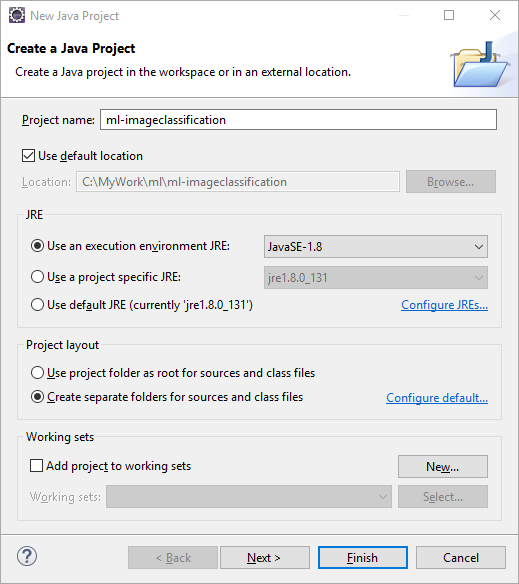 New Java Project
Create a Java Project
Create a Java project in the workspace or in an external location.
Project name: ml-imageclassification
Use default location
Location: C:\MyWork\ml\ml-imageclassification Browse...
JRE
Use an execution environment JRE: JavaSE-1.8
Use a project specific JRE: jre1.8.0_131
Use default JRE (currently 'jre1.8.0_131') Configure JREs...
Project layout
Use project folder as root for sources and class files
Create separate folders for sources and class files Configure default...
Working sets
Add project to working sets New...
Working sets: Select...
? < Back Next > Finish Cancel